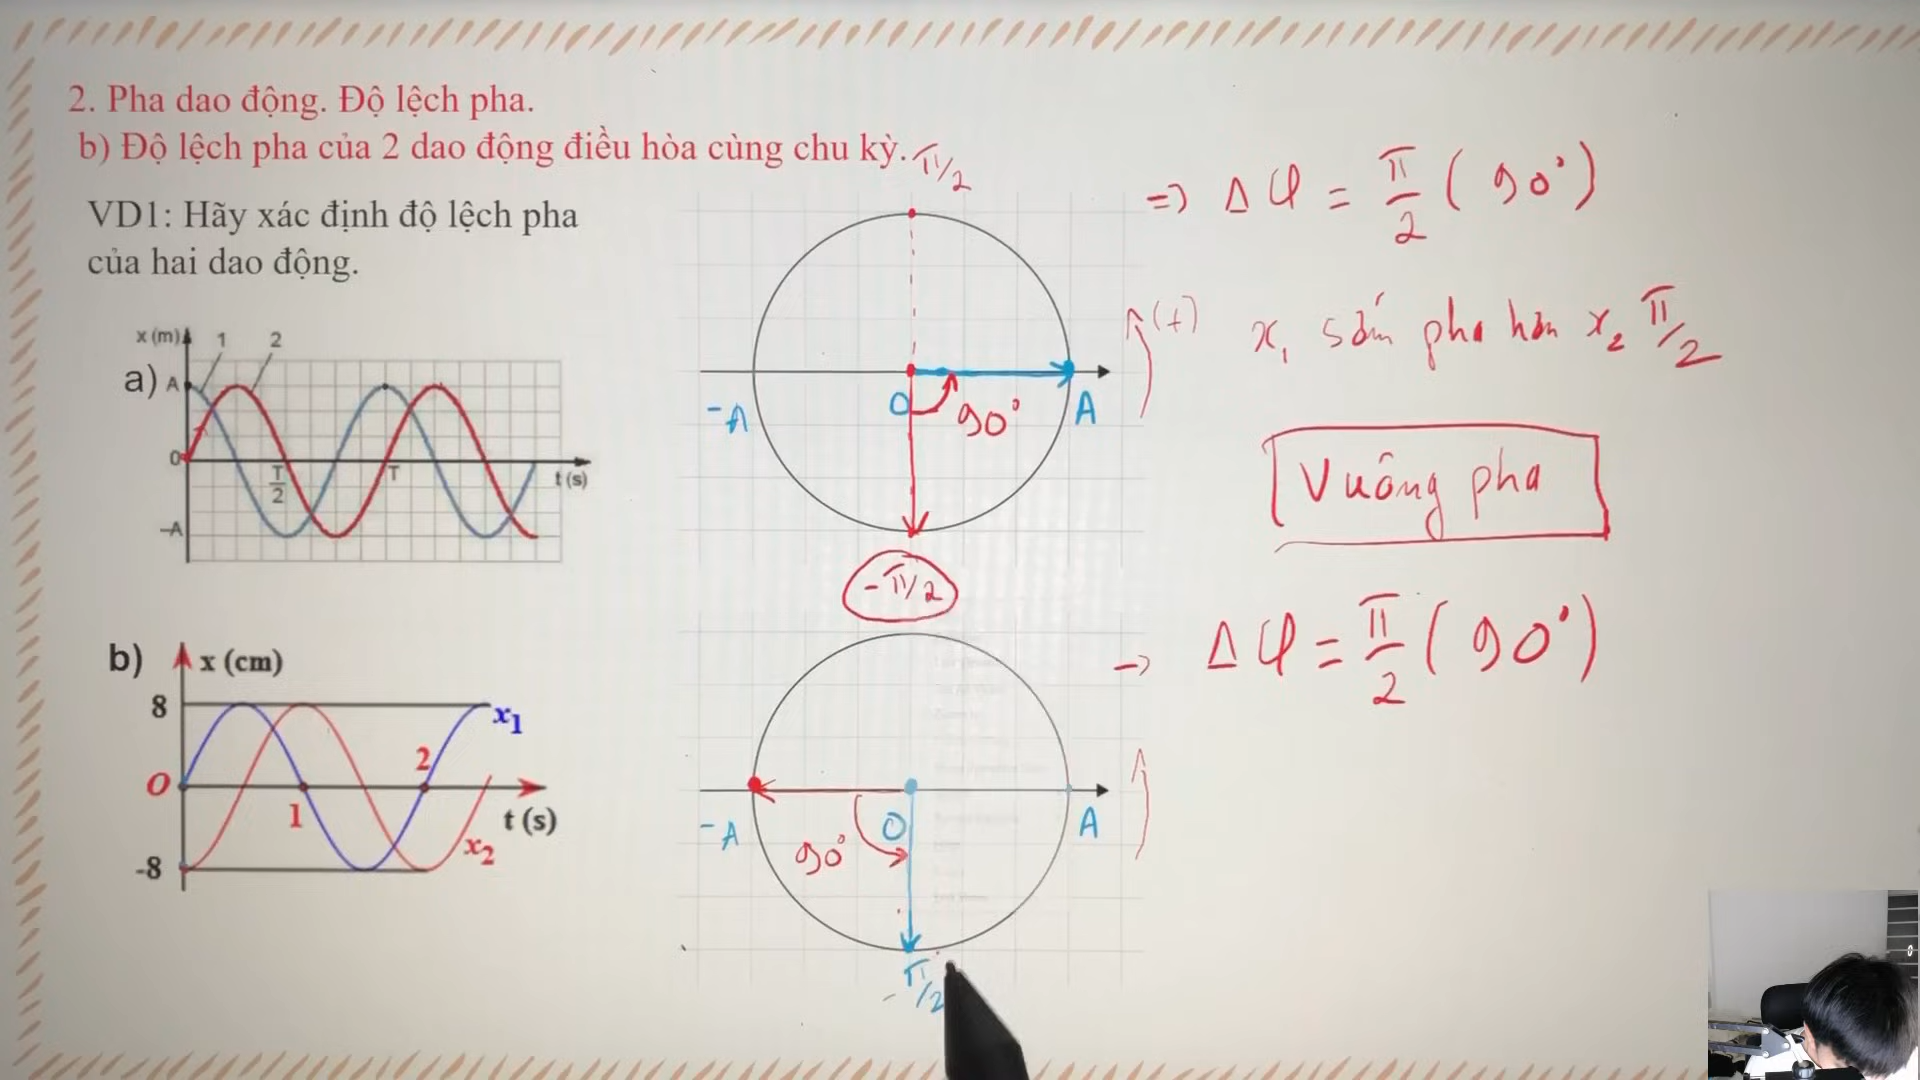 2. Pha dao động. Độ lệch pha.
b) Độ lệch pha của 2 dao động điều hòa cùng chu kỳ.
VD1: Hãy xác định độ lệch pha
của hai dao động.
a)
x (m)
1
2
A
0
T/2
T
t (s)
-A
b)
x (cm)
8
x₁
2
O
1
t (s)
x₂
-8
π/2
-A
O
90°
A
(+)
-π/2
-A
O
90°
A
-π/2
=> Δφ = π/2 (90°)
x₁ sớm pha hơn x₂ π/2
Vuông pha
→ Δφ = π/2 (90°)